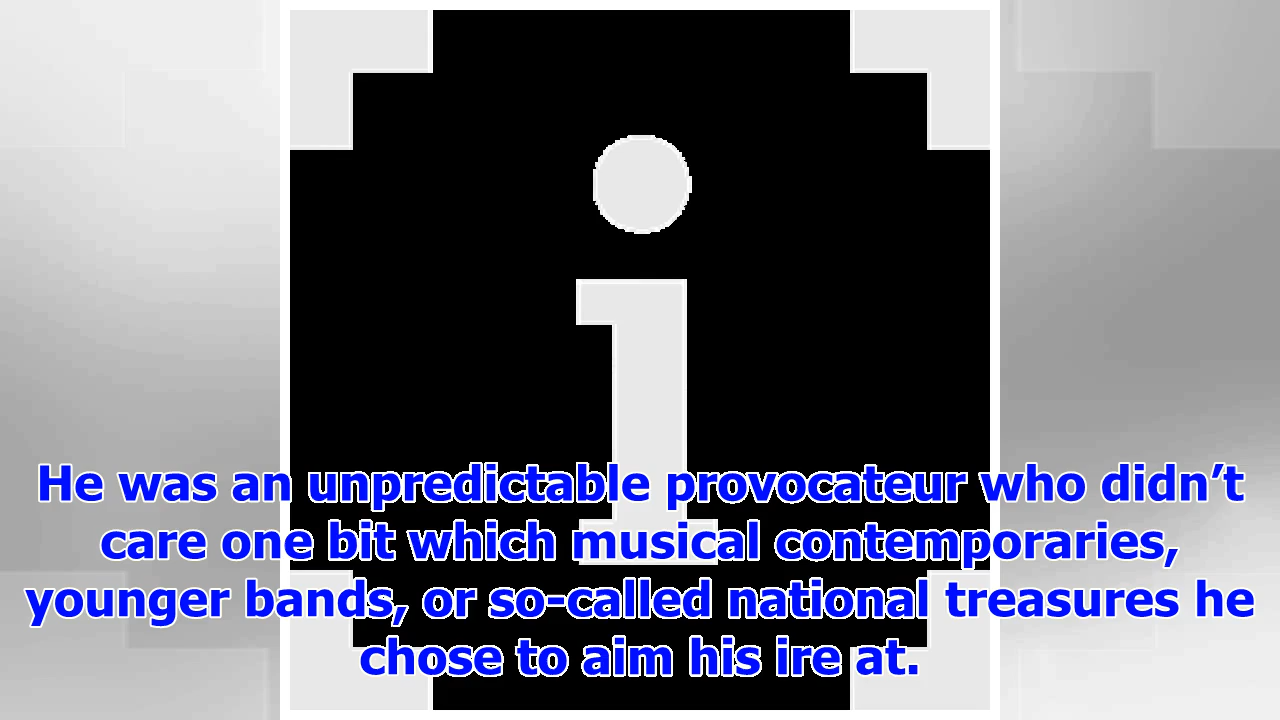 i
He was an unpredictable provocateur who didn’t
care one bit which musical contemporaries,
younger bands, or so-called national treasures he
chose to aim his ire at.